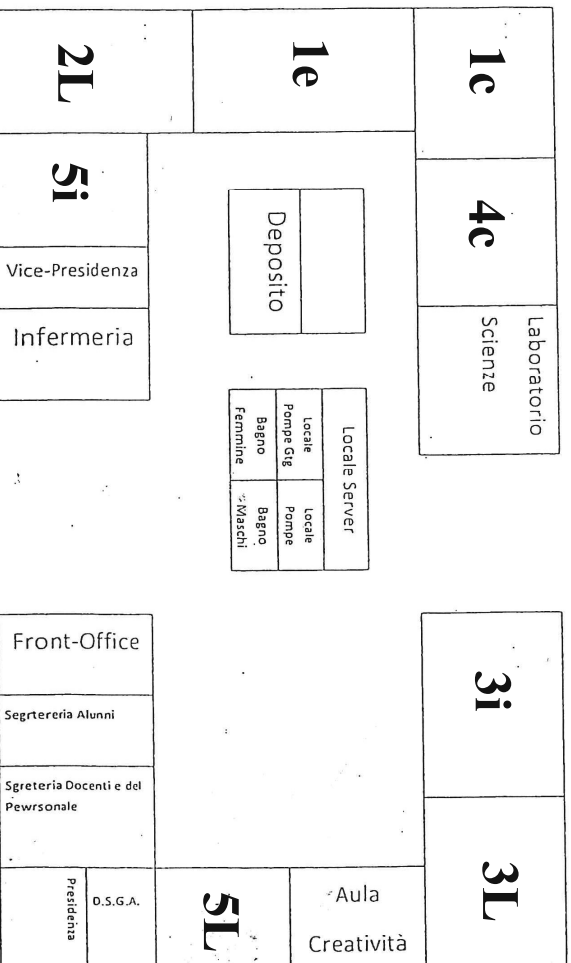 2L
1e
1c
5i
4c
Vice-Presidenza
Infermeria
Deposito
Laboratorio
Scienze
Locale Server
Locale
Pompe Gtg
Locale
Pompe
Bagno
Femmine
Bagno
Maschi
Front-Office
Segrtereria Alunni
Sgreteria Docenti e del
Pewrsonale
Presidenza
D.S.G.A.
5L
Aula
Creatività
3i
3L